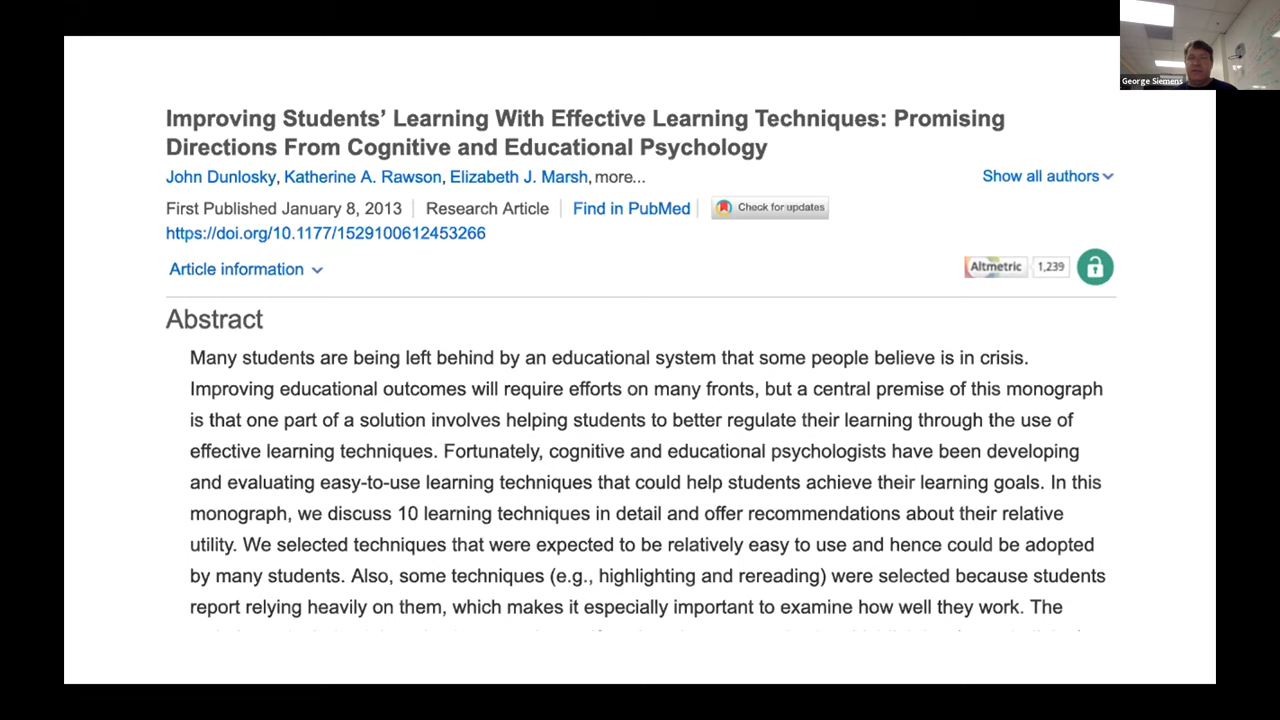 George Siemens
Improving Students’ Learning With Effective Learning Techniques: Promising
Directions From Cognitive and Educational Psychology
John Dunlosky, Katherine A. Rawson, Elizabeth J. Marsh, more...
Show all authors
First Published January 8, 2013 | Research Article | Find in PubMed | Check for updates
https://doi.org/10.1177/1529100612453266
Article information
Altmetric 1,239
Abstract
Many students are being left behind by an educational system that some people believe is in crisis.
Improving educational outcomes will require efforts on many fronts, but a central premise of this monograph
is that one part of a solution involves helping students to better regulate their learning through the use of
effective learning techniques. Fortunately, cognitive and educational psychologists have been developing
and evaluating easy-to-use learning techniques that could help students achieve their learning goals. In this
monograph, we discuss 10 learning techniques in detail and offer recommendations about their relative
utility. We selected techniques that were expected to be relatively easy to use and hence could be adopted
by many students. Also, some techniques (e.g., highlighting and rereading) were selected because students
report relying heavily on them, which makes it especially important to examine how well they work. The